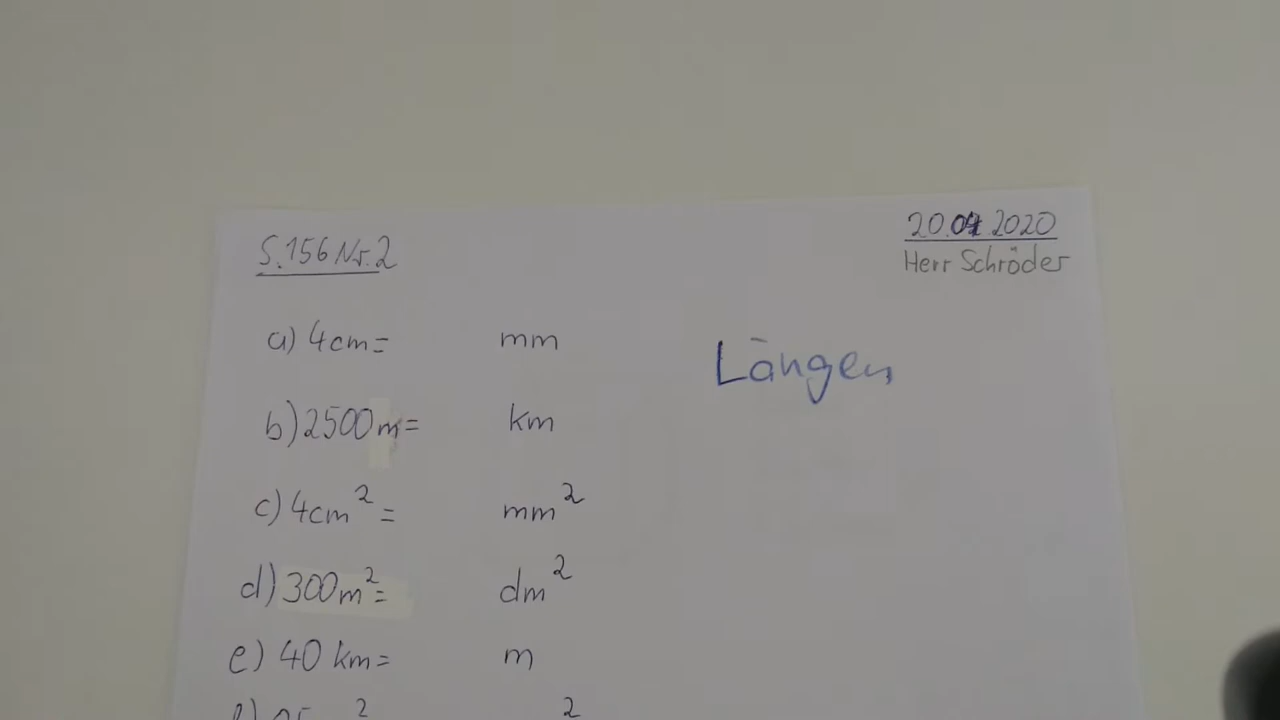 S.156 Nr.2
20.04.2020
Herr Schröder
a) 4cm= mm
Längen
b) 2500m= km
c) 4cm² = mm²
d) 300m²= dm²
e) 40 km= m